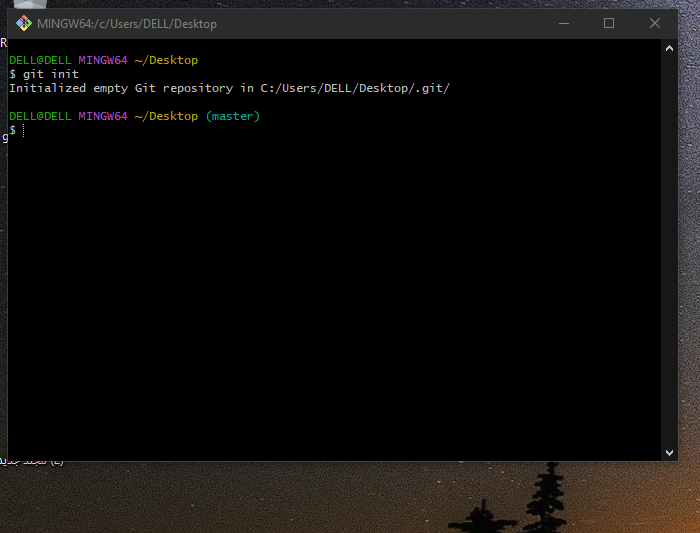 MINGW64:/c/Users/DELL/Desktop
DELL@DELL MINGW64 ~/Desktop
$ git init
Initialized empty Git repository in C:/Users/DELL/Desktop/.git/
DELL@DELL MINGW64 ~/Desktop (master)
$